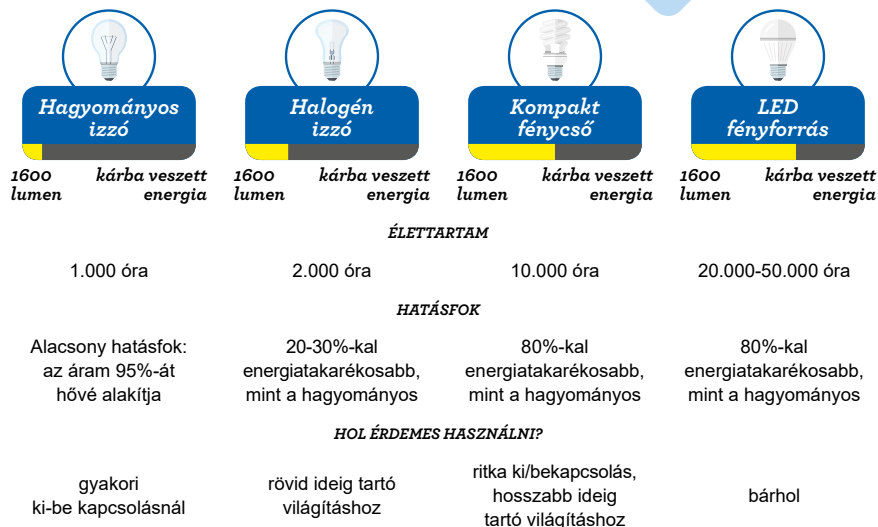 Hagyományos
izzó
Halogén
izzó
Kompakt
fénycső
LED
fényforrás
1600
lumen
kárba veszett
energia
1600
lumen
kárba veszett
energia
1600
lumen
kárba veszett
energia
1600
lumen
kárba veszett
energia
ÉLETTARTAM
1.000 óra
2.000 óra
10.000 óra
20.000-50.000 óra
HATÁSFOK
Alacsony hatásfok:
az áram 95%-át
hővé alakítja
20-30%-kal
energiatakarékosabb,
mint a hagyományos
80%-kal
energiatakarékosabb,
mint a hagyományos
80%-kal
energiatakarékosabb,
mint a hagyományos
HOL ÉRDEMES HASZNÁLNI?
gyakori
ki-be kapcsolásnál
rövid ideig tartó
világításhoz
ritka ki/bekapcsolás,
hosszabb ideig
tartó világításhoz
bárhol